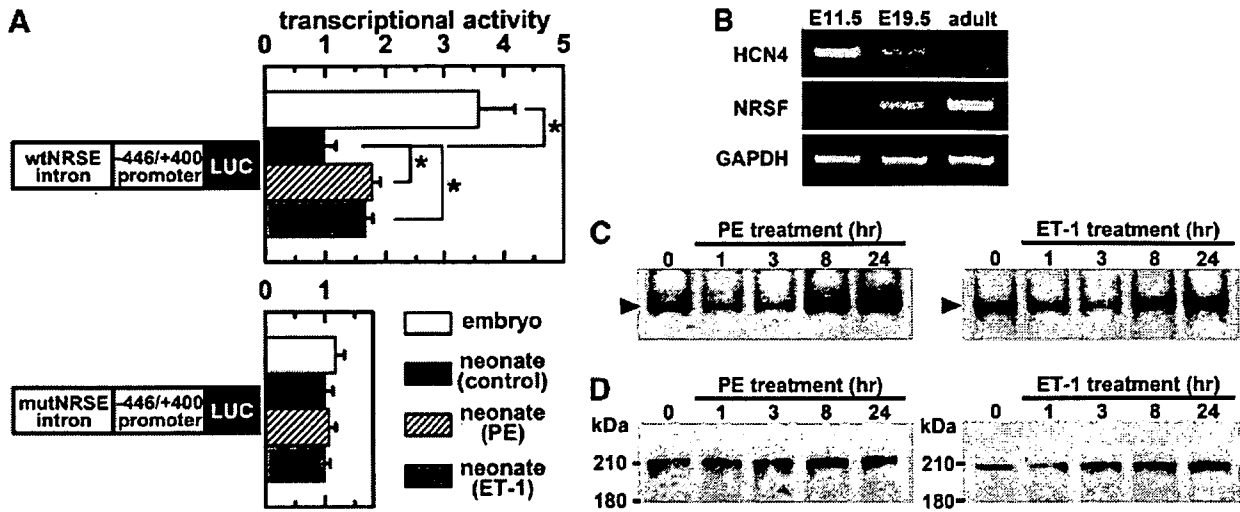 A
transcriptional activity
0 1 2 3 4 5
*
*
*
wtNRSE intron
-446/+400 promoter
LUC
0 1
mutNRSE intron
-446/+400 promoter
LUC
embryo
neonate (control)
neonate (PE)
neonate (ET-1)
B
E11.5 E19.5 adult
HCN4
NRSF
GAPDH
C
PE treatment (hr)
0 1 3 8 24
ET-1 treatment (hr)
0 1 3 8 24
D
PE treatment (hr)
0 1 3 8 24
kDa
210
180
ET-1 treatment (hr)
0 1 3 8 24
kDa
210
180